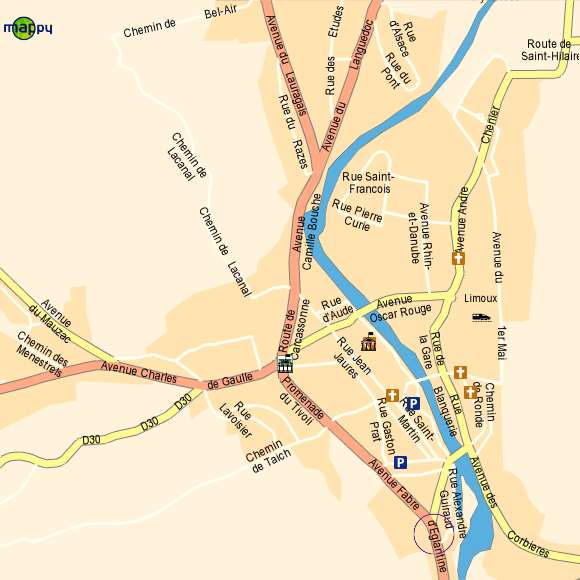 mappy
Chemin de
Bel-Air
Avenue du
Lauragais
Rue des
Etudes
Avenue du
Languedoc
Rue
d'Alsace
Rue du
Pont
Route de
Saint-Hilaire
Rue du
Razes
Chemin de
Lacanal
Chemin de
Lacanal
Avenue
Camille Bouche
Rue Saint-
Francois
Rue Pierre
Curie
Avenue Rhin-
et-Danube
Avenue Andre
Chenier
Avenue du
1er Mai
Limoux
Avenue
du Mauzac
Chemin des
Menestrels
Avenue Charles
de Gaulle
Route de
Carcassonne
Rue
d'Aude
Avenue
Oscar Rouge
Rue de
la Gare
Rue Jean
Jaures
Promenade
du Tivoli
Rue
Lavoisier
Chemin
de Taich
D30
D30
D30
Rue Gaston
Prat
Rue Saint-
Martin
P
P
Rue
Blanquerie
Chemin
de Ronde
Avenue Fabre
d'Eglantine
Rue Alexandre
Guiraud
Avenue des
Corbieres